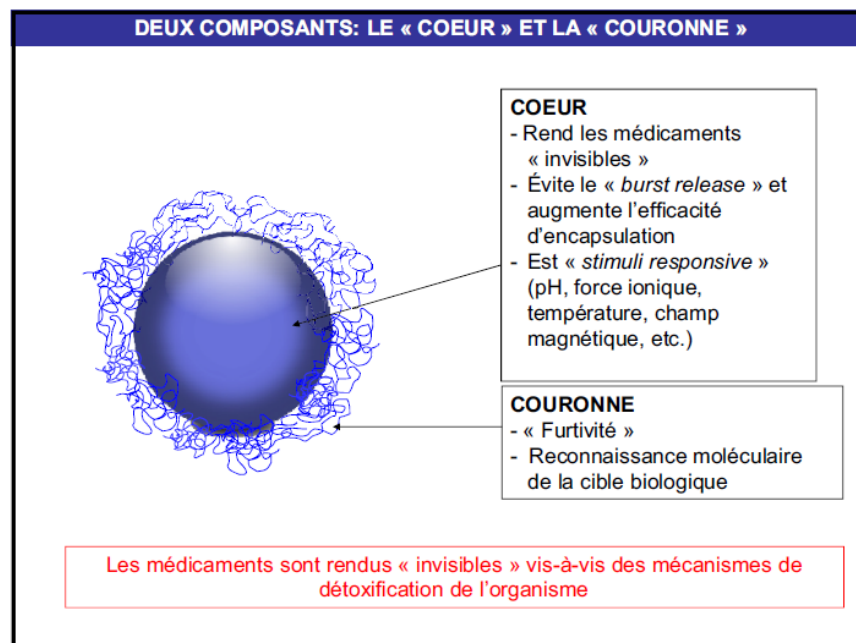 DEUX COMPOSANTS: LE « COEUR » ET LA « COURONNE »
COEUR
- Rend les médicaments
« invisibles »
- Évite le « burst release » et
augmente l'efficacité
d'encapsulation
- Est « stimuli responsive »
(pH, force ionique,
température, champ
magnétique, etc.)
COURONNE
- « Furtivité »
- Reconnaissance moléculaire
de la cible biologique
Les médicaments sont rendus « invisibles » vis-à-vis des mécanismes de
détoxification de l'organisme